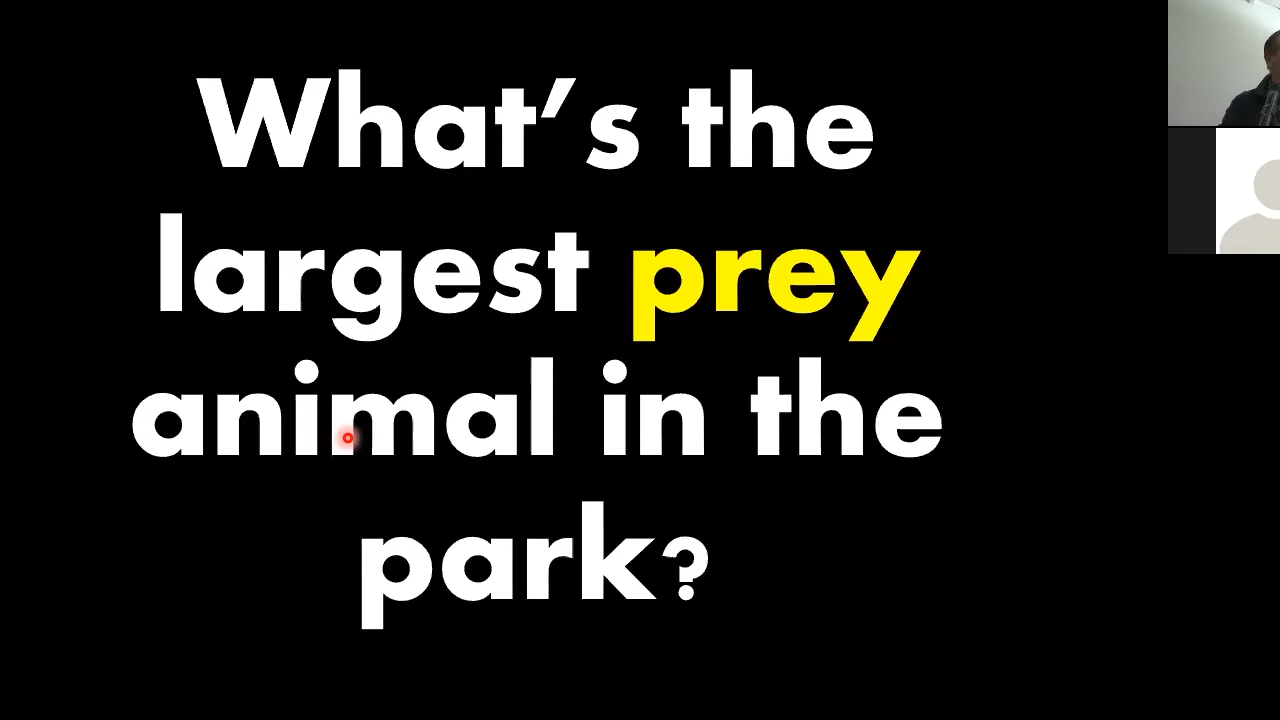 What’s the
largest prey
animal in the
park?